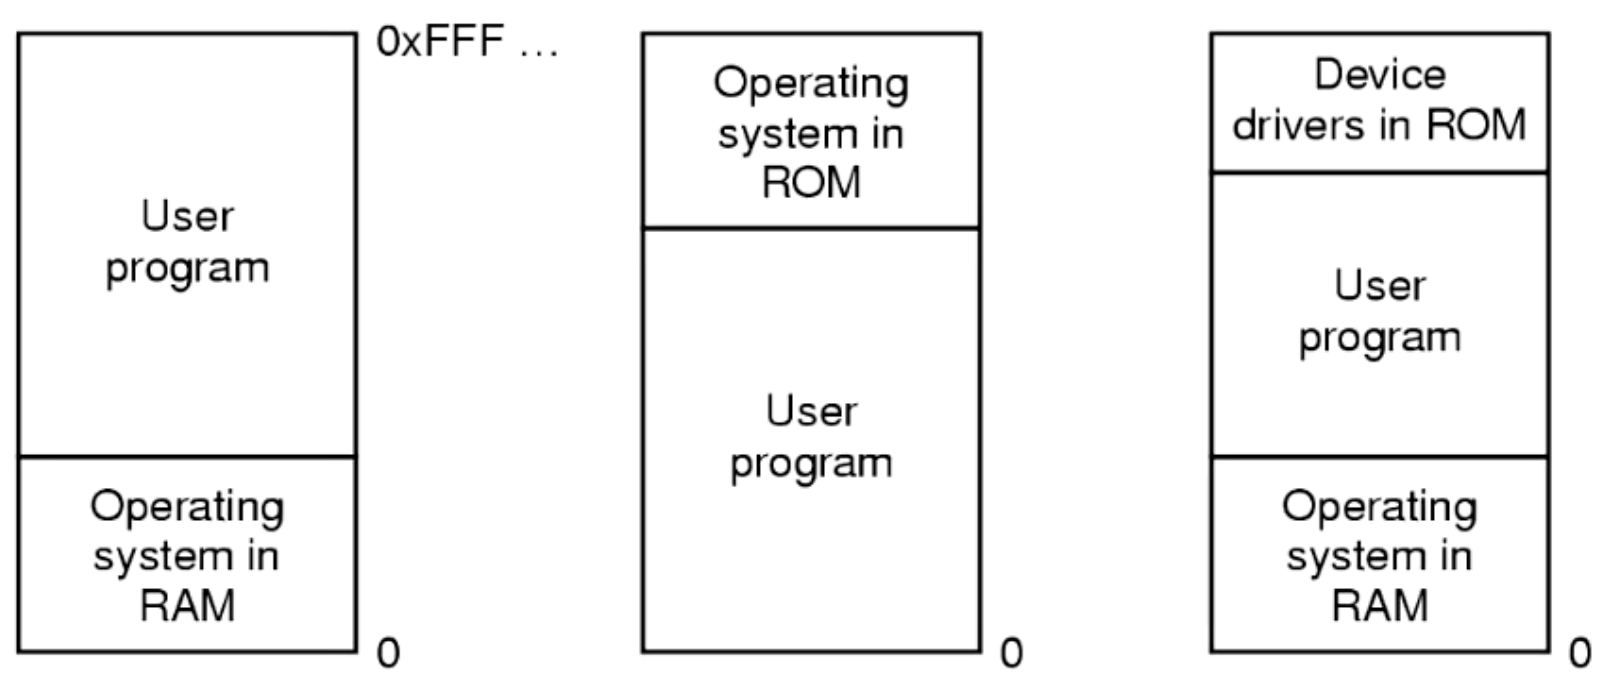 0xFFF ...
User
program
Operating
system in
RAM
0
Operating
system in
ROM
User
program
0
Device
drivers in ROM
User
program
Operating
system in
RAM
0